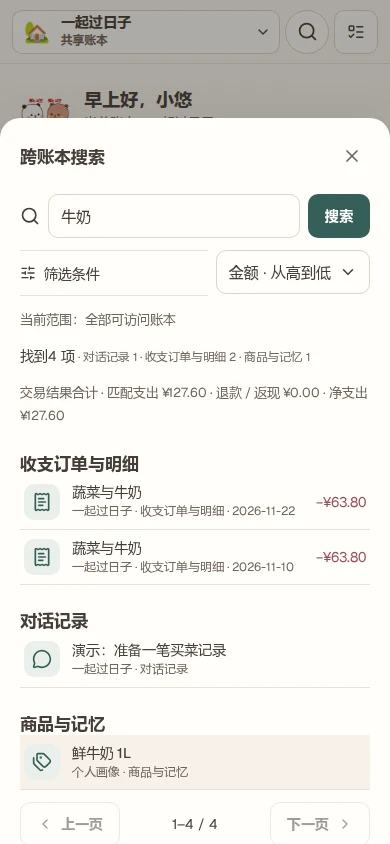 一起过日子
共享账本
早上好，小悠
跨账本搜索
牛奶
搜索
筛选条件
金额 · 从高到低
当前范围：全部可访问账本
找到4 项 · 对话记录 1 · 收支订单与明细 2 · 商品与记忆 1
交易结果合计 · 匹配支出 ¥127.60 · 退款 / 返现 ¥0.00 · 净支出
¥127.60
收支订单与明细
蔬菜与牛奶
一起过日子 · 收支订单与明细 · 2026-11-22
−¥63.80
蔬菜与牛奶
一起过日子 · 收支订单与明细 · 2026-11-10
−¥63.80
对话记录
演示：准备一笔买菜记录
一起过日子 · 对话记录
商品与记忆
鲜牛奶 1L
个人画像 · 商品与记忆
上一页
1–4 / 4
下一页